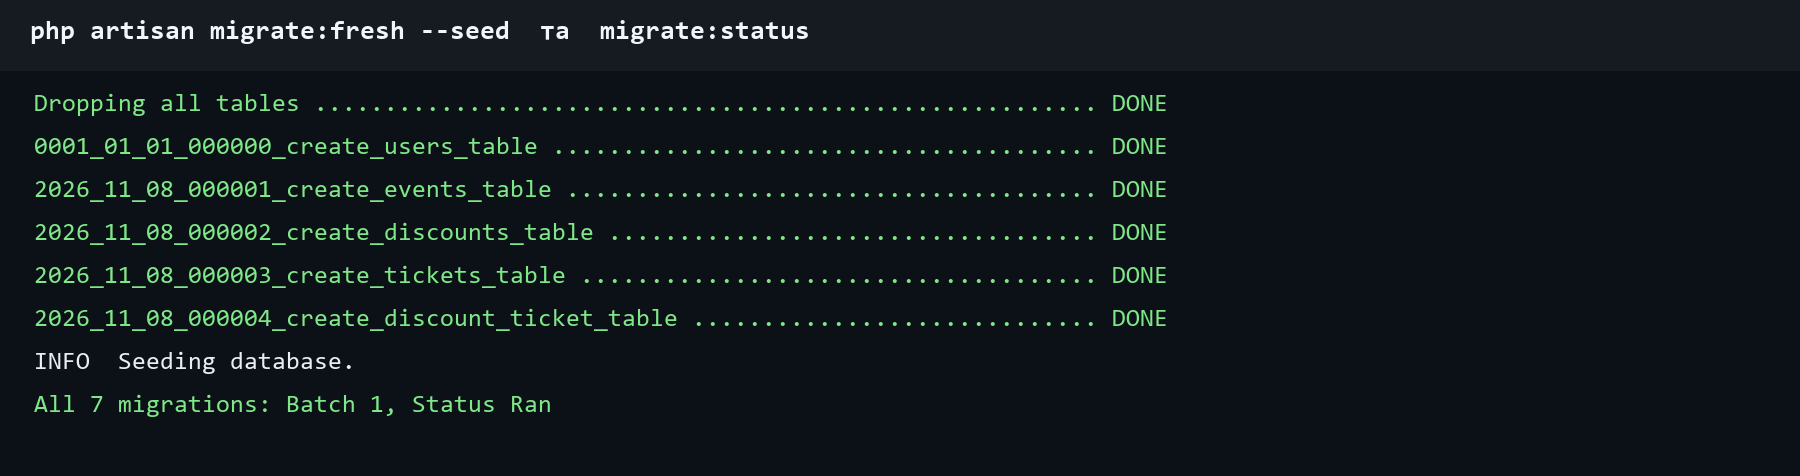 php artisan migrate:fresh --seed  та  migrate:status
Dropping all tables ........................................................ DONE
0001_01_01_000000_create_users_table ....................................... DONE
2026_11_08_000001_create_events_table ...................................... DONE
2026_11_08_000002_create_discounts_table ................................... DONE
2026_11_08_000003_create_tickets_table ..................................... DONE
2026_11_08_000004_create_discount_ticket_table ............................. DONE
INFO  Seeding database.
All 7 migrations: Batch 1, Status Ran